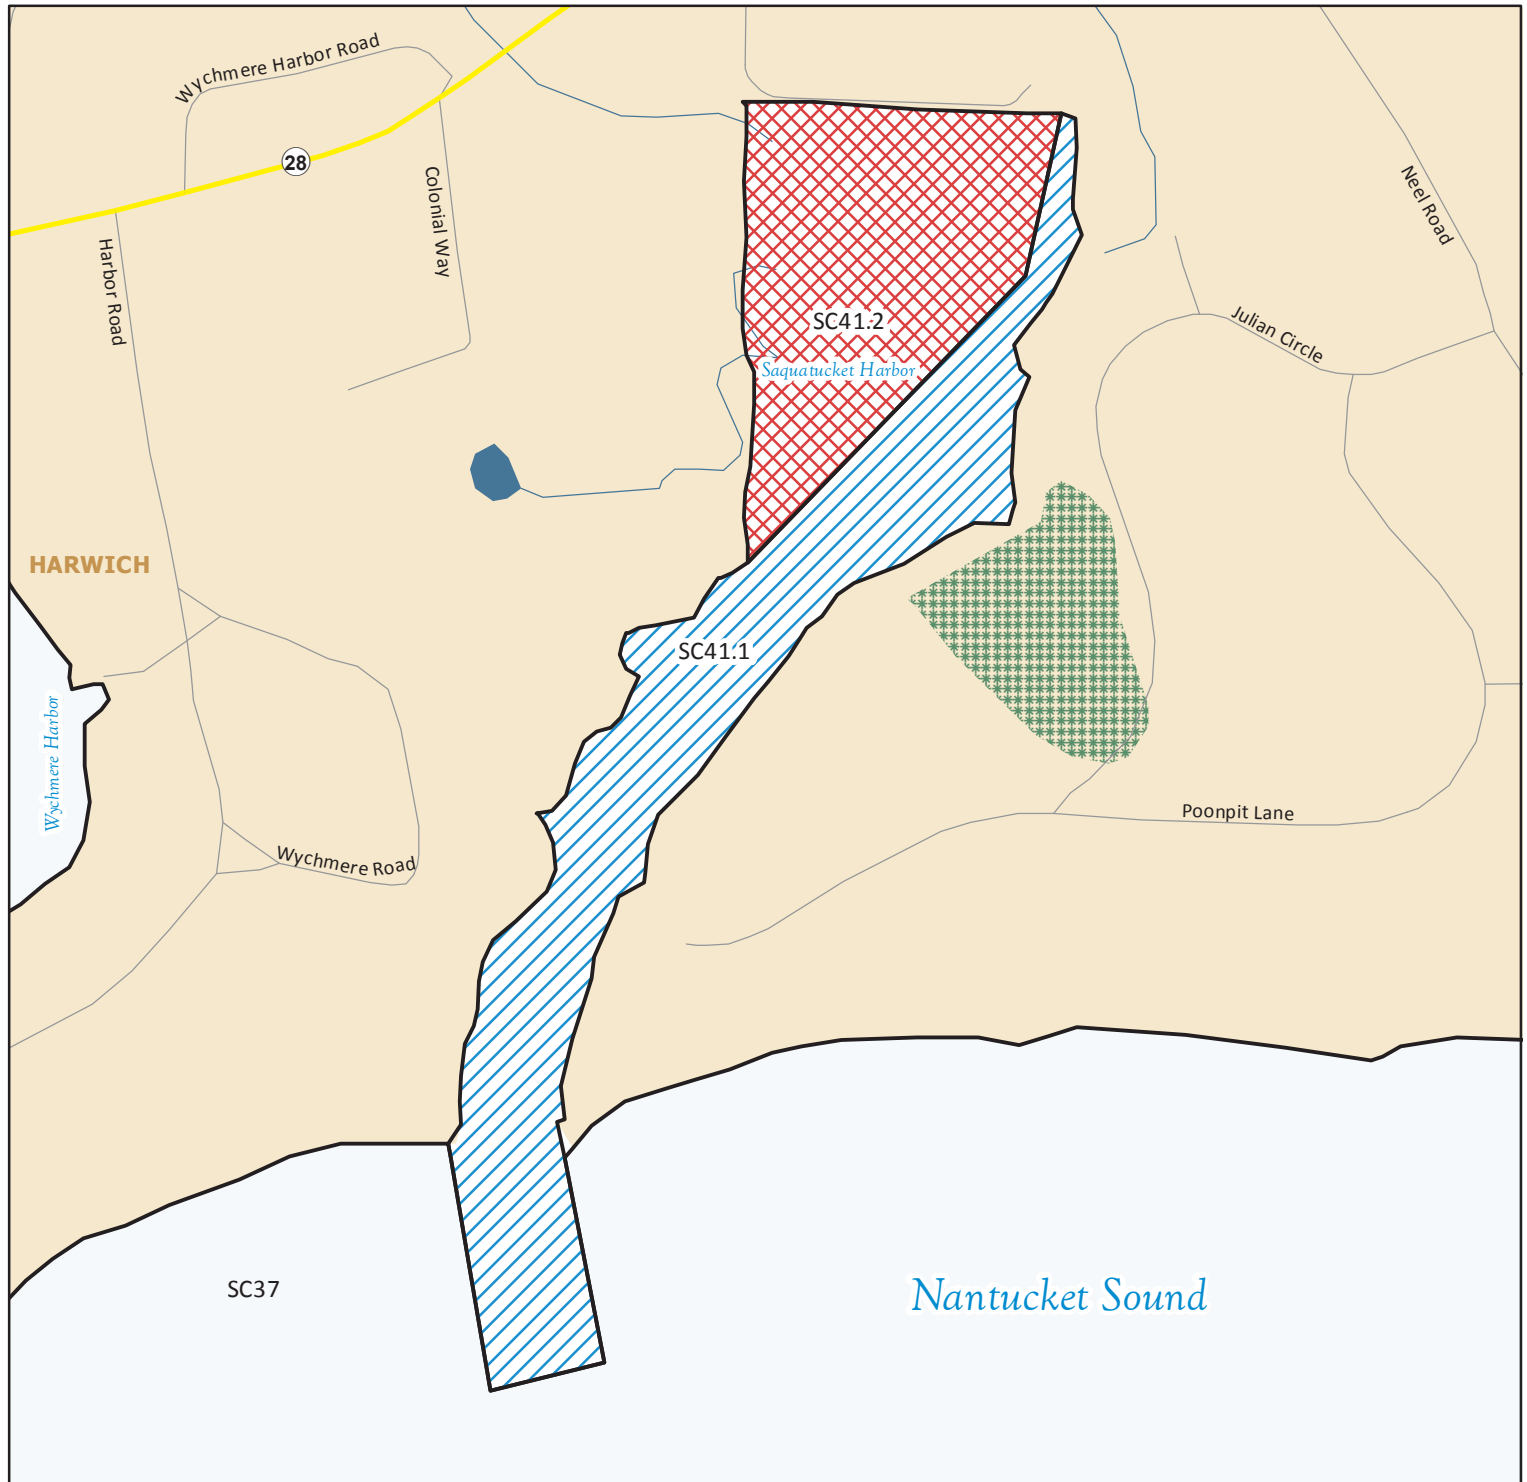 Wychmere Harbor Road
28
Colonial Way
Neel Road
Harbor Road
SC41.2
Julian Circle
Saquatucket Harbor
HARWICH
SC41.1
Wychmere Harbor
Poonpit Lane
Wychmere Road
SC37
Nantucket Sound